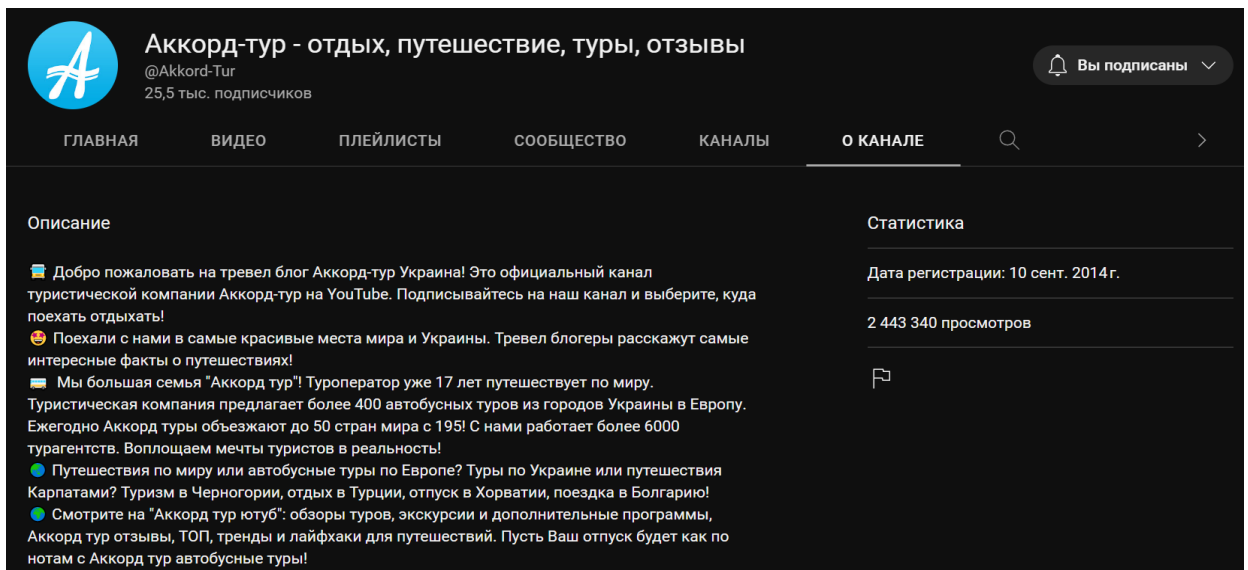 Аккорд-тур - отдых, путешествие, туры, отзывы
@Akkord-Tur
25,5 тыс. подписчиков
Вы подписаны
ГЛАВНАЯ ВИДЕО ПЛЕЙЛИСТЫ СООБЩЕСТВО КАНАЛЫ О КАНАЛЕ
Описание
Добро пожаловать на тревел блог Аккорд-тур Украина! Это официальный канал
туристической компании Аккорд-тур на YouTube. Подписывайтесь на наш канал и выберите, куда
поехать отдыхать!
Поехали с нами в самые красивые места мира и Украины. Тревел блогеры расскажут самые
интересные факты о путешествиях!
Мы большая семья "Аккорд тур"! Туроператор уже 17 лет путешествует по миру.
Туристическая компания предлагает более 400 автобусных туров из городов Украины в Европу.
Ежегодно Аккорд туры объезжают до 50 стран мира с 195! С нами работает более 6000
турагентств. Воплощаем мечты туристов в реальность!
Путешествия по миру или автобусные туры по Европе? Туры по Украине или путешествия
Карпатами? Туризм в Черногории, отдых в Турции, отпуск в Хорватии, поездка в Болгарию!
Смотрите на "Аккорд тур ютуб": обзоры туров, экскурсии и дополнительные программы,
Аккорд тур отзывы, ТОП, тренды и лайфхаки для путешествий. Пусть Ваш отпуск будет как по
нотам с Аккорд тур автобусные туры!
Статистика
Дата регистрации: 10 сент. 2014 г.
2 443 340 просмотров